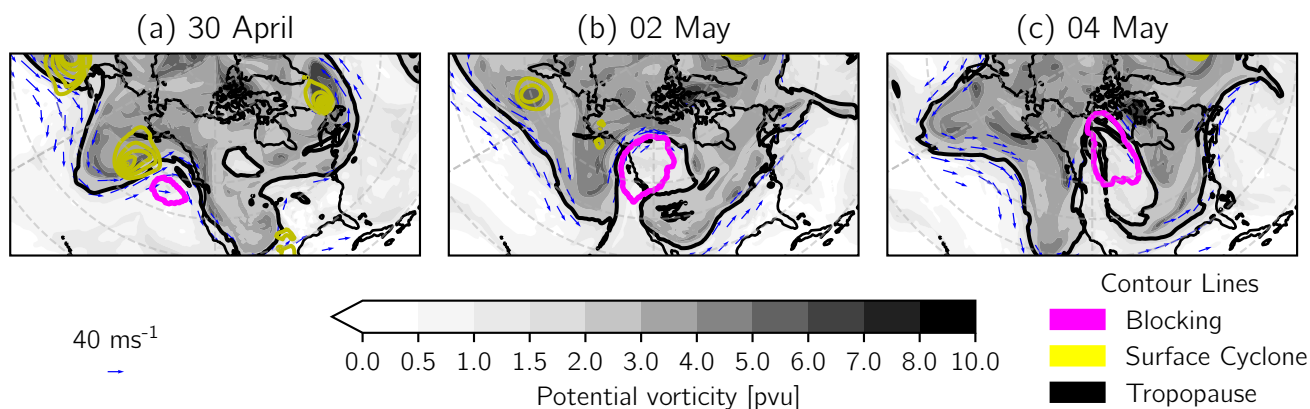 (a) 30 April
(b) 02 May
(c) 04 May
40 ms-1
0.0 0.5 1.0 1.5 2.0 3.0 4.0 5.0 6.0 7.0 8.0 10.0
Potential vorticity [pvu]
Contour Lines
Blocking
Surface Cyclone
Tropopause